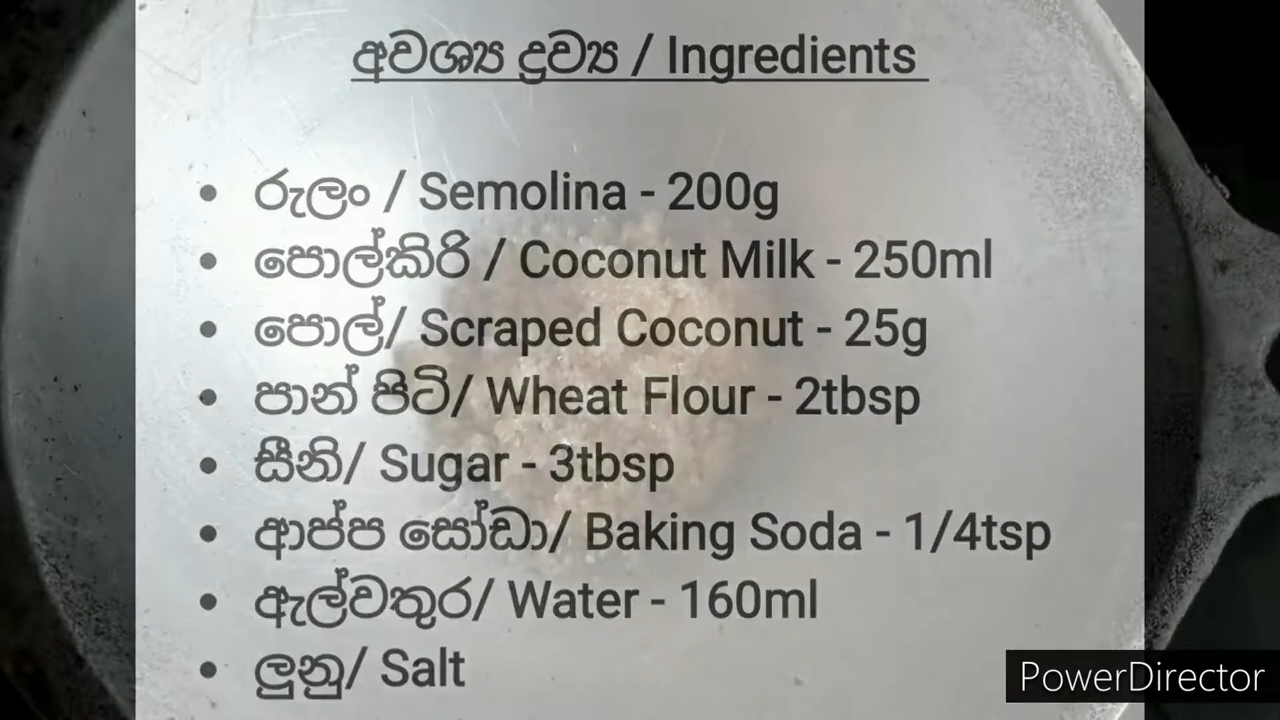 අවශ්‍ය ද්‍රව්‍ය / Ingredients
• රුලං / Semolina - 200g
• පොල්කිරි / Coconut Milk - 250ml
• පොල්/ Scraped Coconut - 25g
• පාන් පිටි/ Wheat Flour - 2tbsp
• සීනි/ Sugar - 3tbsp
• ආප්ප සෝඩා/ Baking Soda - 1/4tsp
• ඇල්වතුර/ Water - 160ml
• ලුනු/ Salt
PowerDirector